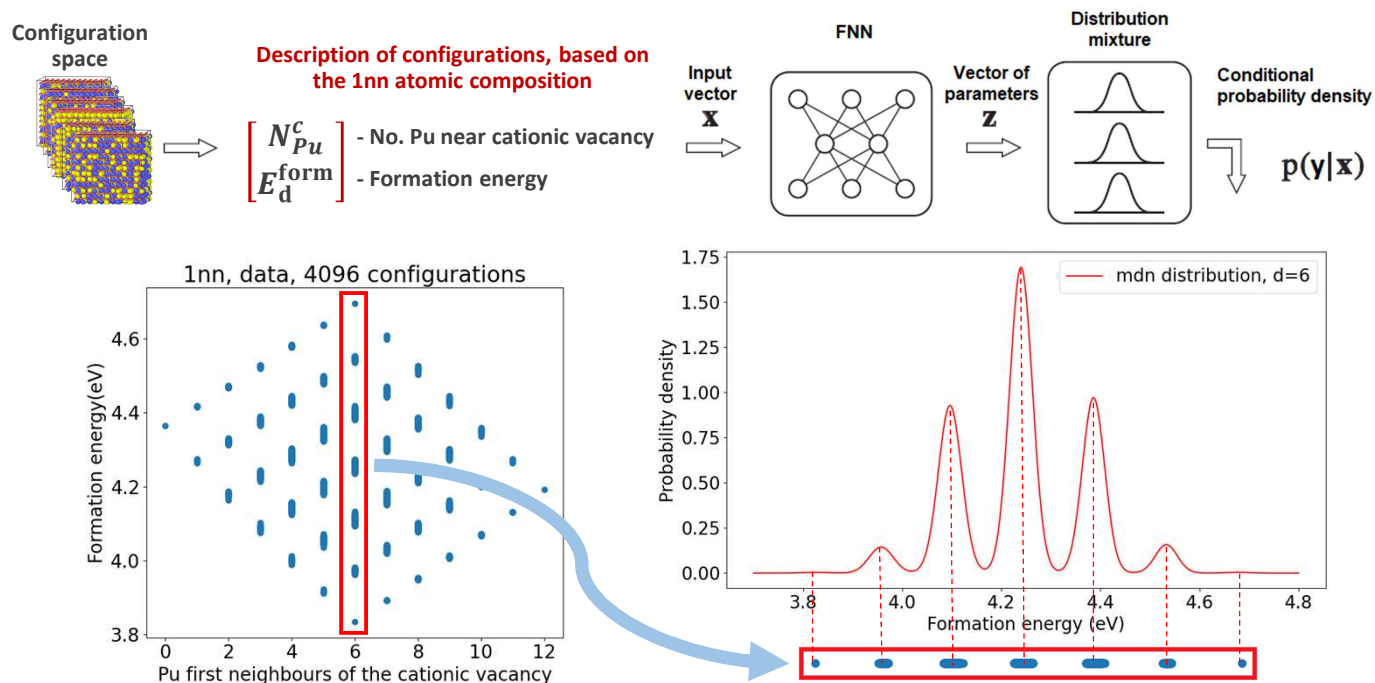 Configuration
space
Description of configurations, based on
the 1nn atomic composition
N^c_Pu - No. Pu near cationic vacancy
E^form_d - Formation energy
Input
vector
x
FNN
Vector of
parameters
z
Distribution
mixture
Conditional
probability density
p(y|x)
1nn, data, 4096 configurations
Formation energy(eV)
4.6
4.4
4.2
4.0
3.8
0 2 4 6 8 10 12
Pu first neighbours of the cationic vacancy
mdn distribution, d=6
Probability density
1.75
1.50
1.25
1.00
0.75
0.50
0.25
0.00
3.8 4.0 4.2 4.4 4.6 4.8
Formation energy (eV)